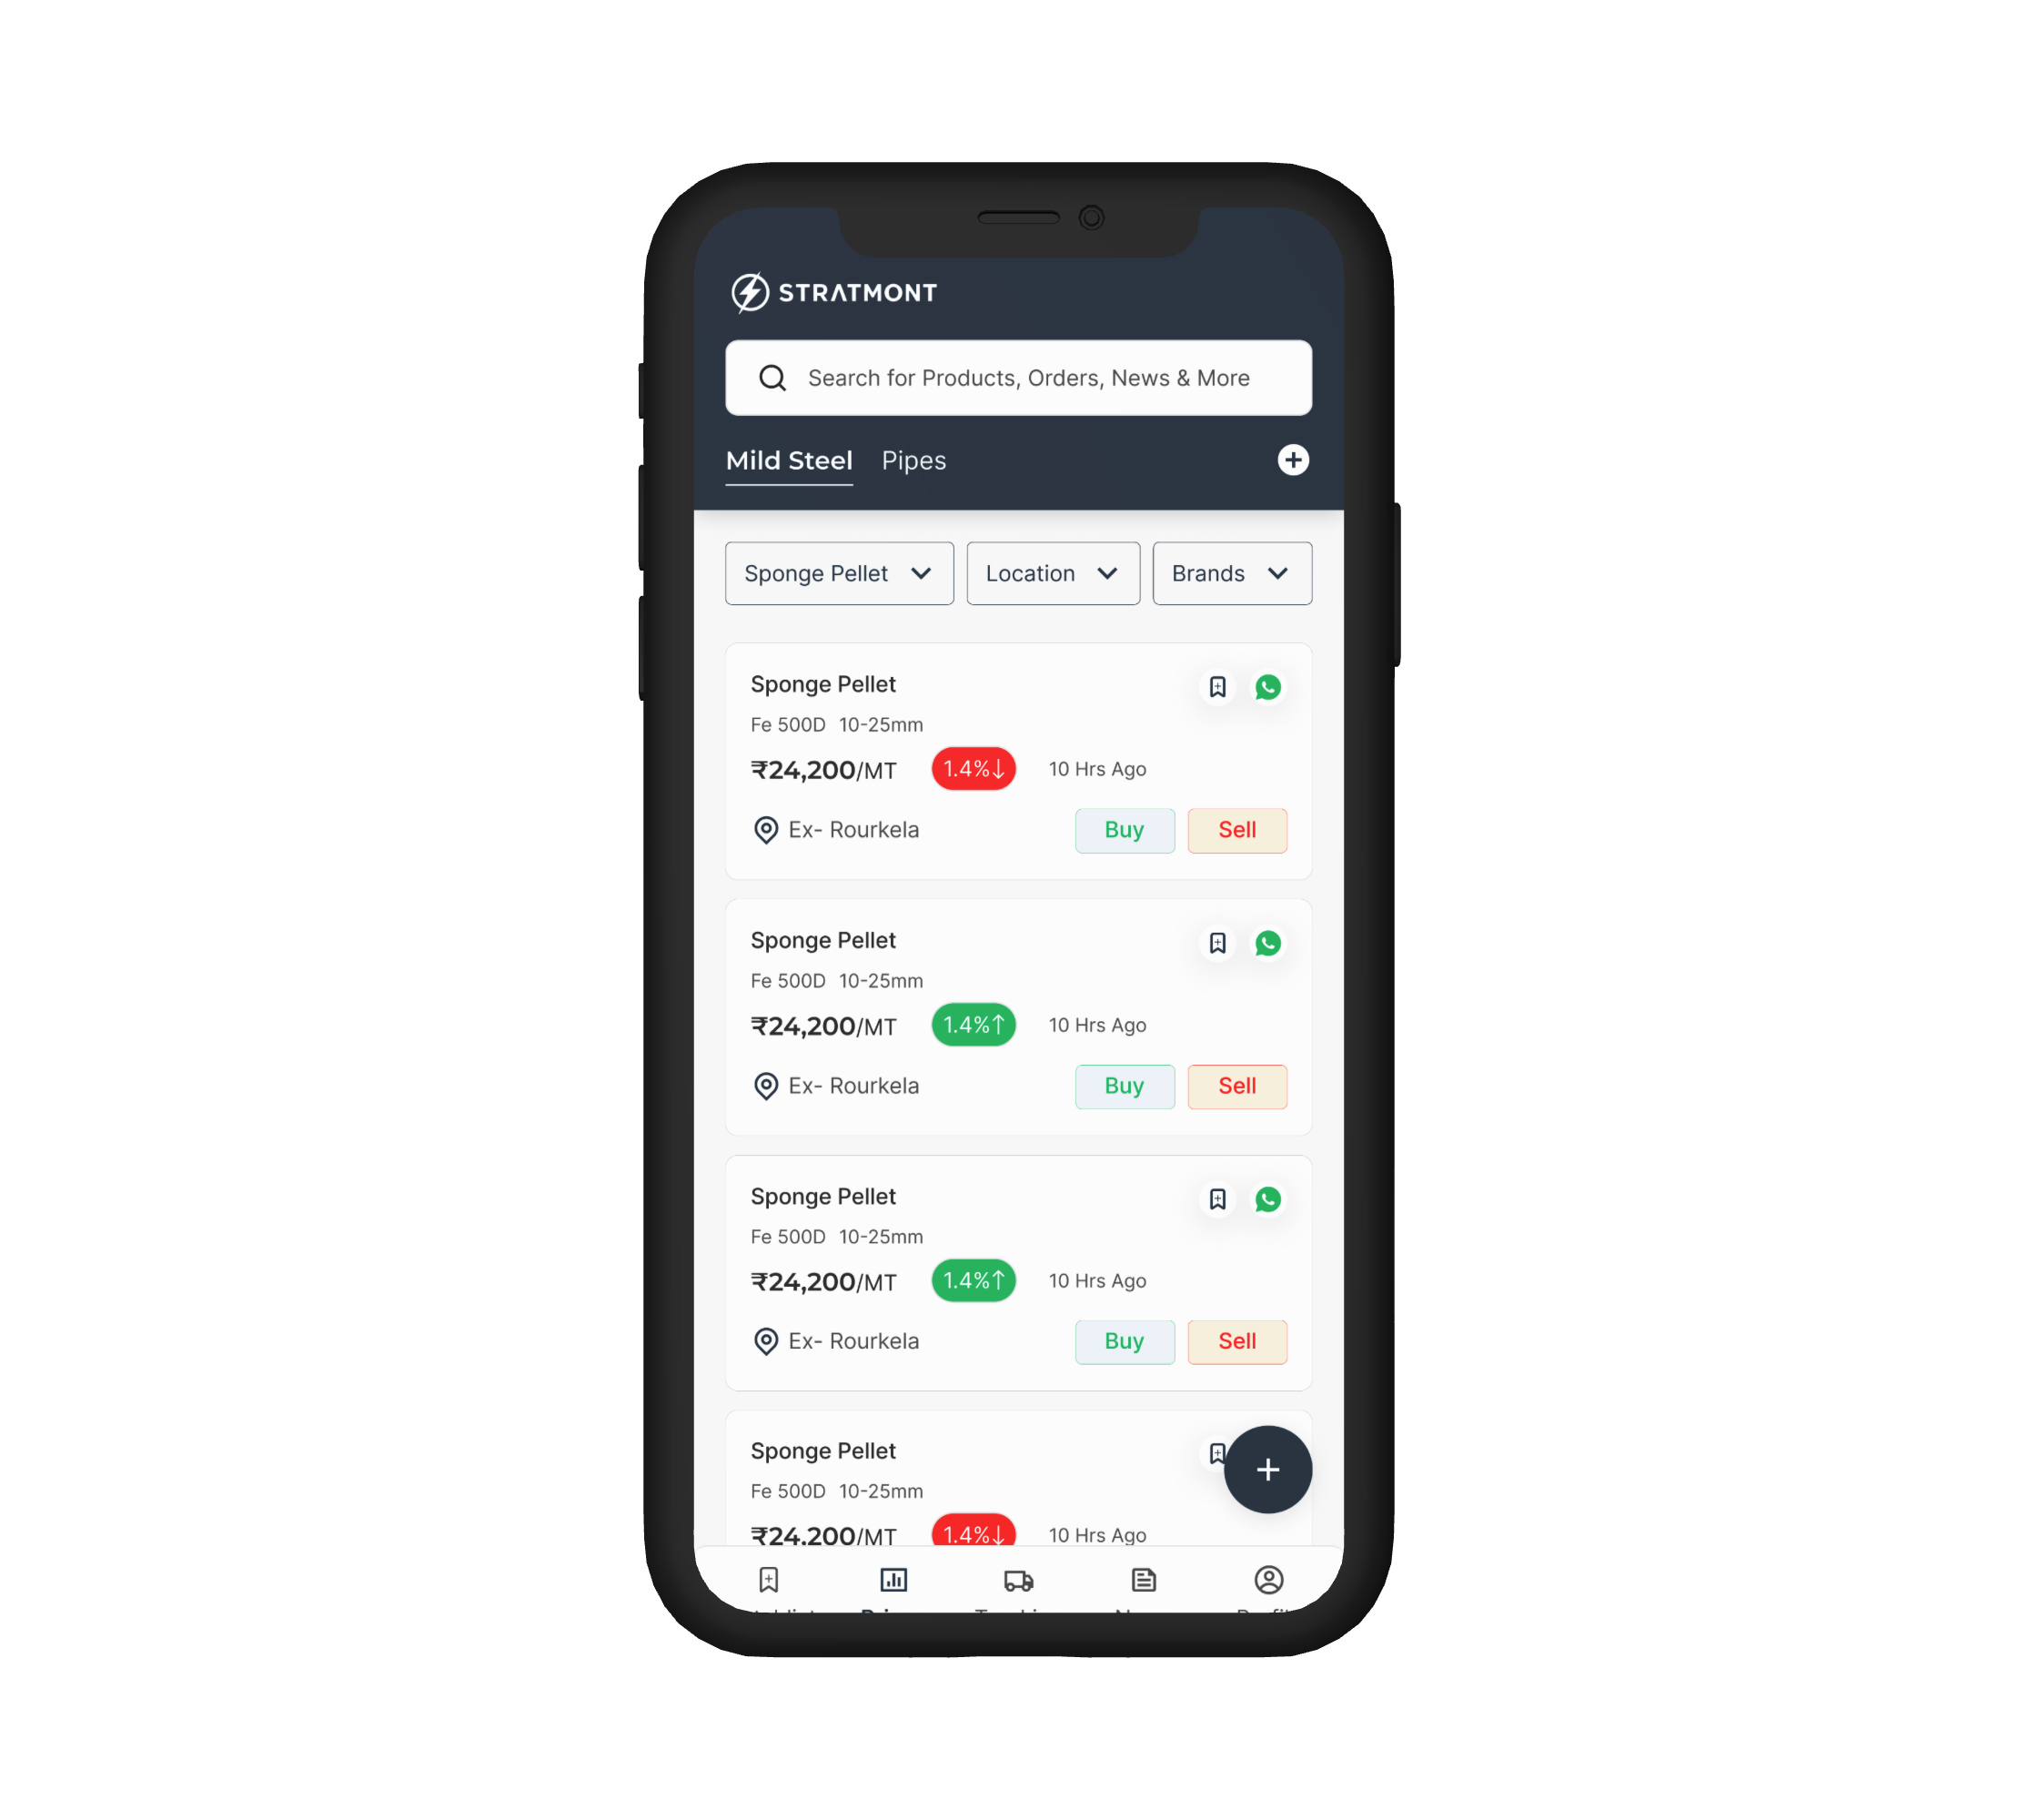 STRATMONT
Search for Products, Orders, News & More
Mild Steel Pipes
Sponge Pellet Location Brands
Sponge Pellet
Fe 500D 10-25mm
₹24,200/MT 1.4%↓ 10 Hrs Ago
Ex- Rourkela Buy Sell
Sponge Pellet
Fe 500D 10-25mm
₹24,200/MT 1.4%↑ 10 Hrs Ago
Ex- Rourkela Buy Sell
Sponge Pellet
Fe 500D 10-25mm
₹24,200/MT 1.4%↑ 10 Hrs Ago
Ex- Rourkela Buy Sell
Sponge Pellet
Fe 500D 10-25mm
₹24,200/MT 1.4%↓ 10 Hrs Ago